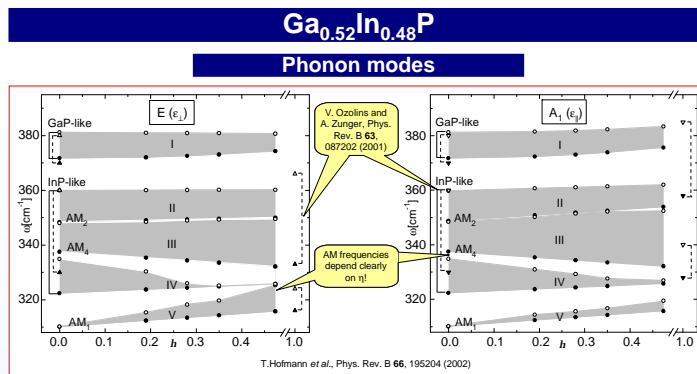 Ga0.52In0.48P
Phonon modes
GaP-like
E (ε⊥)
380
I
InP-like
360
II
AM2
ω[cm-1]
340
AM4
III
IV
320
AM1
V
0.0 0.1 0.2 0.3 0.4 1.0
h
V. Ozolins and
A. Zunger, Phys.
Rev. B 63,
087202 (2001)
AM frequencies
depend clearly
on η!
GaP-like
A1 (ε||)
380
I
InP-like
360
II
AM2
ω[cm-1]
340
AM4
III
IV
320
AM1
V
0.0 0.1 0.2 0.3 0.4 1.0
h
T.Hofmann et al., Phys. Rev. B 66, 195204 (2002)